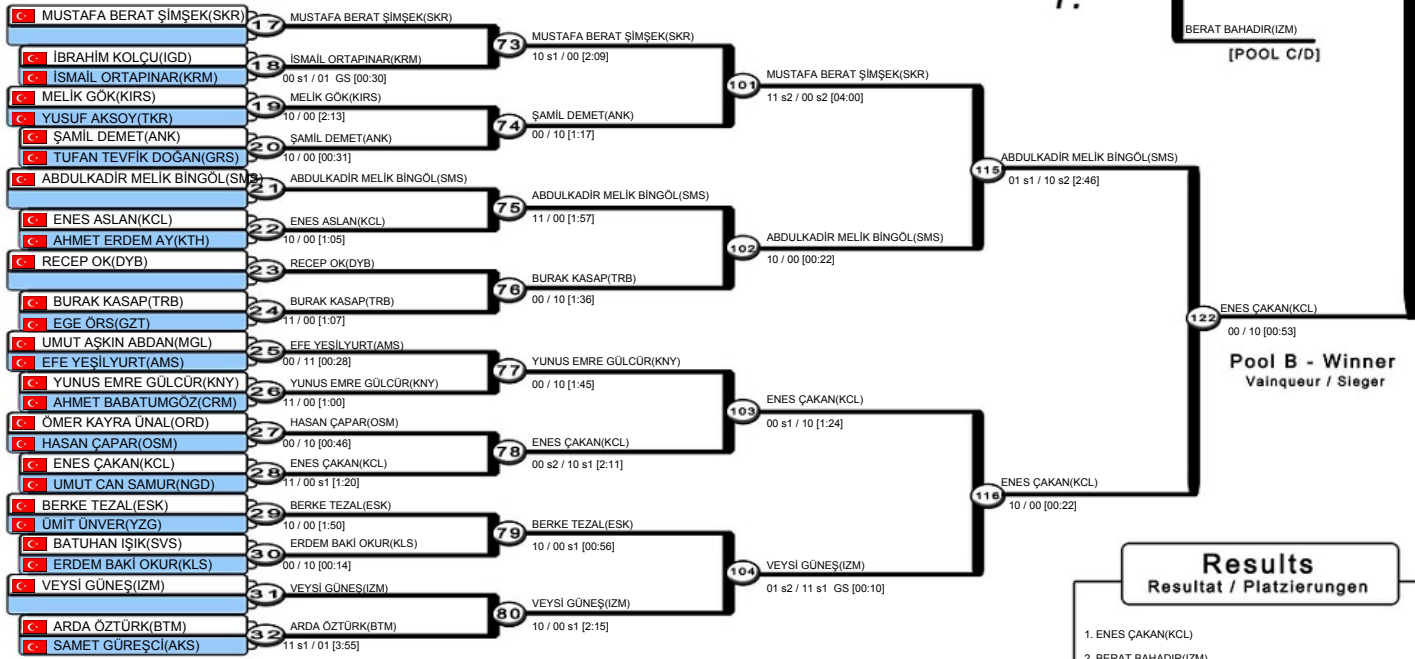 MUSTAFA BERAT ŞİMŞEK(SKR)
İBRAHİM KOLÇU(IGD)
İSMAİL ORTAPINAR(KRM)
MELİK GÖK(KIRS)
YUSUF AKSOY(TKR)
ŞAMİL DEMET(ANK)
TUFAN TEVFİK DOĞAN(GRS)
ABDULKADİR MELİK BİNGÖL(SMS)
ENES ASLAN(KCL)
AHMET ERDEM AY(KTH)
RECEP OK(DYB)
BURAK KASAP(TRB)
EGE ÖRS(GZT)
UMUT AŞKIN ABDAN(MGL)
EFE YEŞİLYURT(AMS)
YUNUS EMRE GÜLCÜR(KNY)
AHMET BABATUMGÖZ(CRM)
ÖMER KAYRA ÜNAL(ORD)
HASAN ÇAPAR(OSM)
ENES ÇAKAN(KCL)
UMUT CAN SAMUR(NGD)
BERKE TEZAL(ESK)
ÜMİT ÜNVER(YZG)
BATUHAN IŞIK(SVS)
ERDEM BAKİ OKUR(KLS)
VEYSİ GÜNEŞ(IZM)
ARDA ÖZTÜRK(BTM)
SAMET GÜREŞCİ(AKS)
17
MUSTAFA BERAT ŞİMŞEK(SKR)
18
İSMAİL ORTAPINAR(KRM)
00 s1 / 01 GS [00:30]
19
MELİK GÖK(KIRS)
10 / 00 [2:13]
20
ŞAMİL DEMET(ANK)
10 / 00 [00:31]
21
ABDULKADİR MELİK BİNGÖL(SMS)
22
ENES ASLAN(KCL)
10 / 00 [1:05]
23
RECEP OK(DYB)
24
BURAK KASAP(TRB)
11 / 00 [1:07]
25
EFE YEŞİLYURT(AMS)
00 / 11 [00:28]
26
YUNUS EMRE GÜLCÜR(KNY)
11 / 00 [1:00]
27
HASAN ÇAPAR(OSM)
00 / 10 [00:46]
28
ENES ÇAKAN(KCL)
11 / 00 s1 [1:20]
29
BERKE TEZAL(ESK)
10 / 00 [1:50]
30
ERDEM BAKİ OKUR(KLS)
00 / 10 [00:14]
31
VEYSİ GÜNEŞ(IZM)
32
ARDA ÖZTÜRK(BTM)
11 s1 / 01 [3:55]
73
MUSTAFA BERAT ŞİMŞEK(SKR)
10 s1 / 00 [2:09]
74
ŞAMİL DEMET(ANK)
00 / 10 [1:17]
75
ABDULKADİR MELİK BİNGÖL(SMS)
11 / 00 [1:57]
76
BURAK KASAP(TRB)
00 / 10 [1:36]
77
YUNUS EMRE GÜLCÜR(KNY)
00 / 10 [1:45]
78
ENES ÇAKAN(KCL)
00 s2 / 10 s1 [2:11]
79
BERKE TEZAL(ESK)
10 / 00 s1 [00:56]
80
VEYSİ GÜNEŞ(IZM)
10 / 00 s1 [2:15]
101
MUSTAFA BERAT ŞİMŞEK(SKR)
11 s2 / 00 s2 [04:00]
102
ABDULKADİR MELİK BİNGÖL(SMS)
10 / 00 [00:22]
103
ENES ÇAKAN(KCL)
00 s1 / 10 [1:24]
104
VEYSİ GÜNEŞ(IZM)
01 s2 / 11 s1 GS [00:10]
115
ABDULKADİR MELİK BİNGÖL(SMS)
01 s1 / 10 s2 [2:46]
116
ENES ÇAKAN(KCL)
10 / 00 [00:22]
122
ENES ÇAKAN(KCL)
00 / 10 [00:53]
Pool B - Winner
Vainqueur / Sieger
BERAT BAHADIR(IZM)
[POOL C/D]
Results
Resultat / Platzierungen
1. ENES ÇAKAN(KCL)
2. BERAT BAHADIR(IZM)